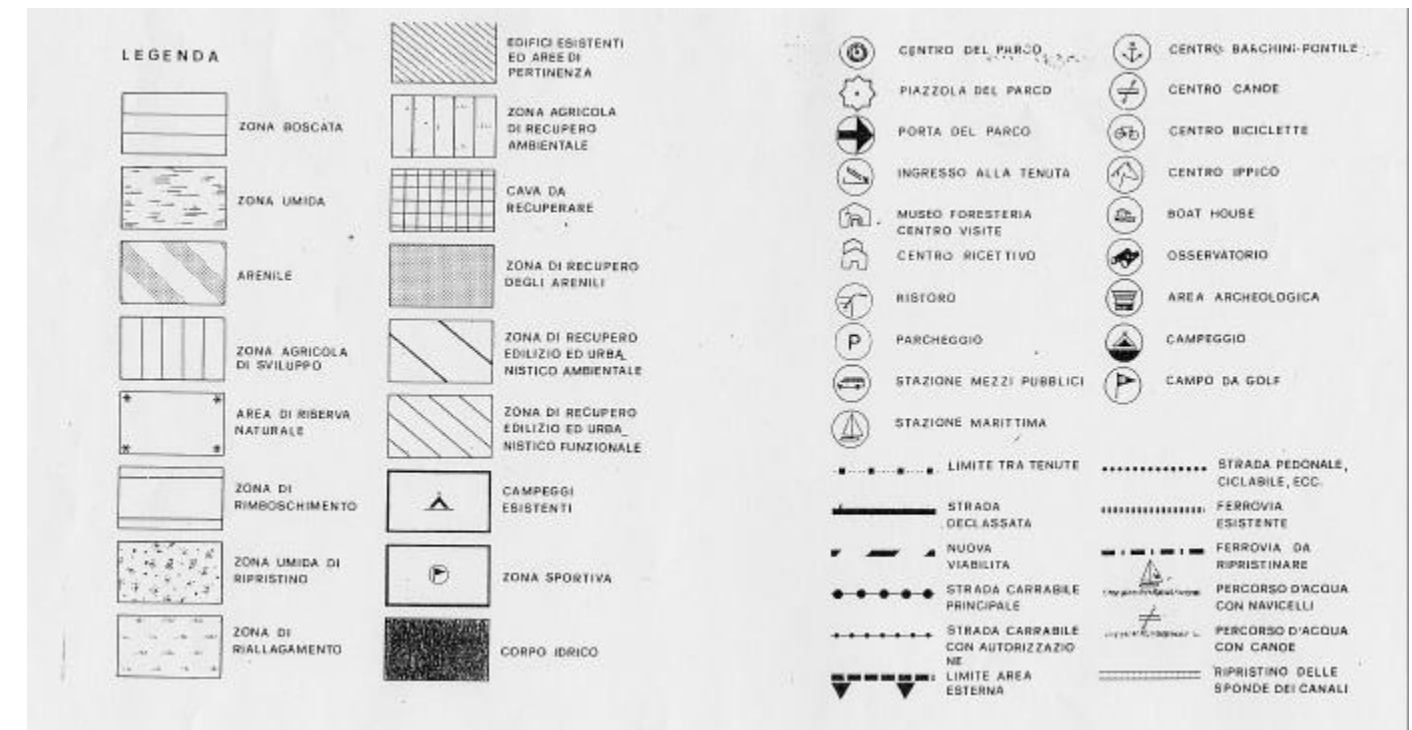 LEGENDA
ZONA BOSCATA
ZONA UMIDA
ARENILE
ZONA AGRICOLA
DI SVILUPPO
AREA DI RISERVA
NATURALE
ZONA DI
RIMBOSCHIMENTO
ZONA UMIDA DI
RIPRISTINO
ZONA DI
RIALLAGAMENTO
EDIFICI ESISTENTI
ED AREE DI
PERTINENZA
ZONA AGRICOLA
DI RECUPERO
AMBIENTALE
CAVA DA
RECUPERARE
ZONA DI RECUPERO
DEGLI ARENILI
ZONA DI RECUPERO
EDILIZIO ED URBA_
NISTICO AMBIENTALE
ZONA DI RECUPERO
EDILIZIO ED URBA_
NISTICO FUNZIONALE
CAMPEGGI
ESISTENTI
ZONA SPORTIVA
CORPO IDRICO
CENTRO DEL PARCO
PIAZZOLA DEL PARCO
PORTA DEL PARCO
INGRESSO ALLA TENUTA
MUSEO FORESTERIA
CENTRO VISITE
CENTRO RICETTIVO
RISTORO
P PARCHEGGIO
STAZIONE MEZZI PUBBLICI
STAZIONE MARITTIMA
LIMITE TRA TENUTE
STRADA
DECLASSATA
NUOVA
VIABILITA
STRADA CARRABILE
PRINCIPALE
STRADA CARRABILE
CON AUTORIZZAZIO
NE
LIMITE AREA
ESTERNA
CENTRO BARCHINI-PONTILE
CENTRO CANOE
CENTRO BICICLETTE
CENTRO IPPICO
BOAT HOUSE
OSSERVATORIO
AREA ARCHEOLOGICA
CAMPEGGIO
CAMPO DA GOLF
STRADA PEDONALE,
CICLABILE, ECC.
FERROVIA
ESISTENTE
FERROVIA DA
RIPRISTINARE
PERCORSO D'ACQUA
CON NAVICELLI
PERCORSO D'ACQUA
CON CANOE
RIPRISTINO DELLE
SPONDE DEI CANALI